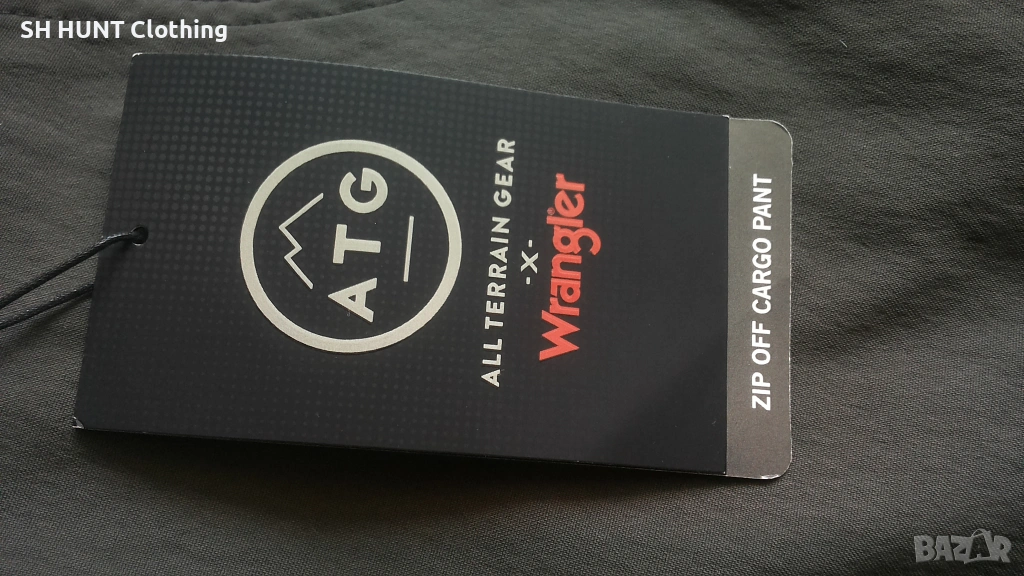 SH HUNT Clothing
ATG
ALL TERRAIN GEAR
-X-
Wrangler®
ZIP OFF CARGO PANT
BAZAR